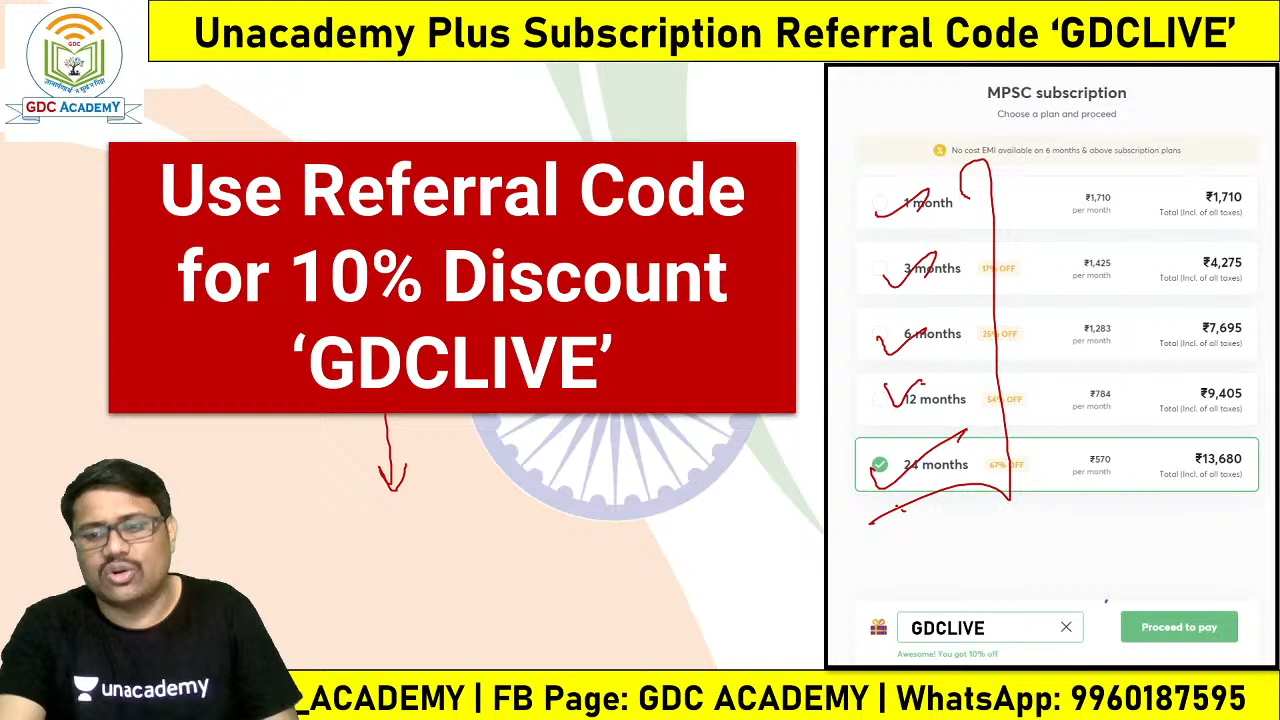 Unacademy Plus Subscription Referral Code ‘GDCLIVE’
GDC
GDC ACADEMY
Use Referral Code
for 10% Discount
‘GDCLIVE’
MPSC subscription
Choose a plan and proceed
No cost EMI available on 6 months & above subscription plans
1 month ₹1,710 ₹1,710
per month Total (Incl. of all taxes)
3 months 17% OFF ₹1,425 ₹4,275
per month Total (Incl. of all taxes)
6 months 25% OFF ₹1,283 ₹7,695
per month Total (Incl. of all taxes)
12 months 54% OFF ₹784 ₹9,405
per month Total (Incl. of all taxes)
24 months 67% OFF ₹570 ₹13,680
per month Total (Incl. of all taxes)
GDCLIVE Proceed to pay
Awesome! You got 10% off
unacademy
_ACADEMY | FB Page: GDC ACADEMY | WhatsApp: 9960187595